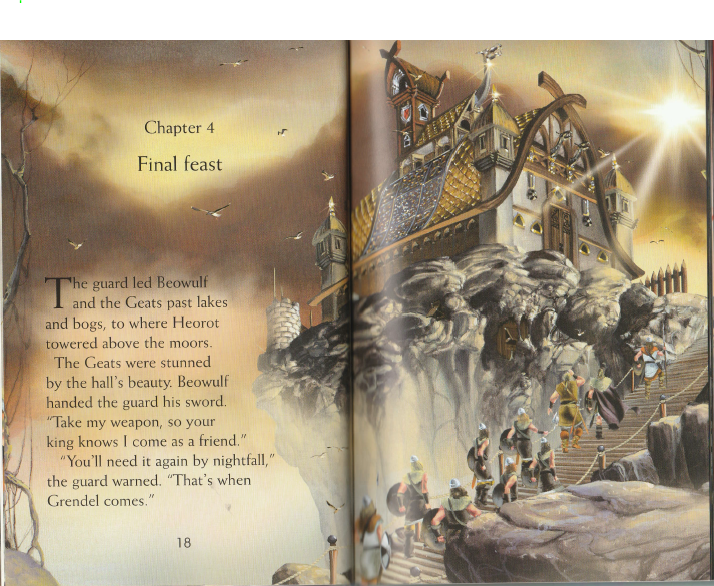 Chapter 4
Final feast
The guard led Beowulf
and the Geats past lakes
and bogs, to where Heorot
towered above the moors.
The Geats were stunned
by the hall's beauty. Beowulf
handed the guard his sword.
"Take my weapon, so your
king knows I come as a friend."
"You'll need it again by nightfall,"
the guard warned. "That's when
Grendel comes."
18